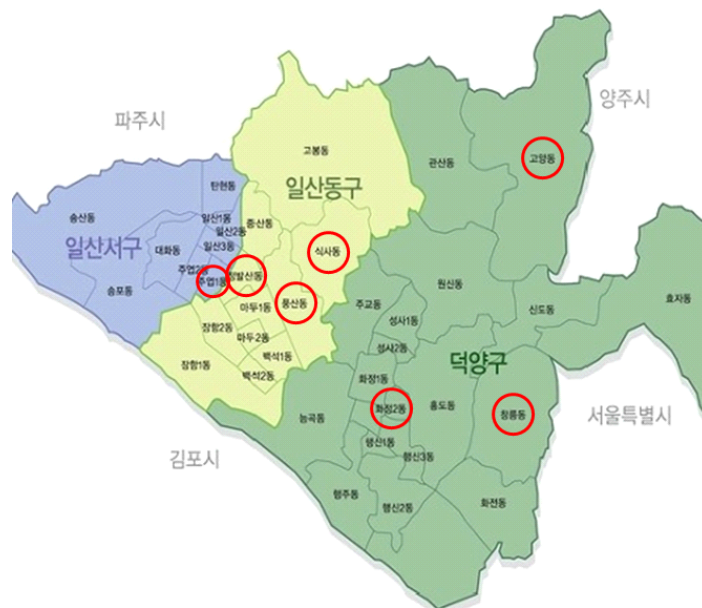 양주시
파주시
고봉동
관산동
고양동
탄현동
일산동구
송산동
일산1동
중산동
일산2동
대화동
일산서구
일산3동
식사동
주엽2동
정발산동
주엽1동
원신동
송포동
풍산동
주교동
신도동
효자동
마두1동
성사1동
장항2동
마두2동
성사2동
백석1동
장항1동
덕양구
백석2동
화정1동
화정2동
흥도동
창릉동
서울특별시
능곡동
행신1동
행신3동
김포시
행주동
행신2동
화전동